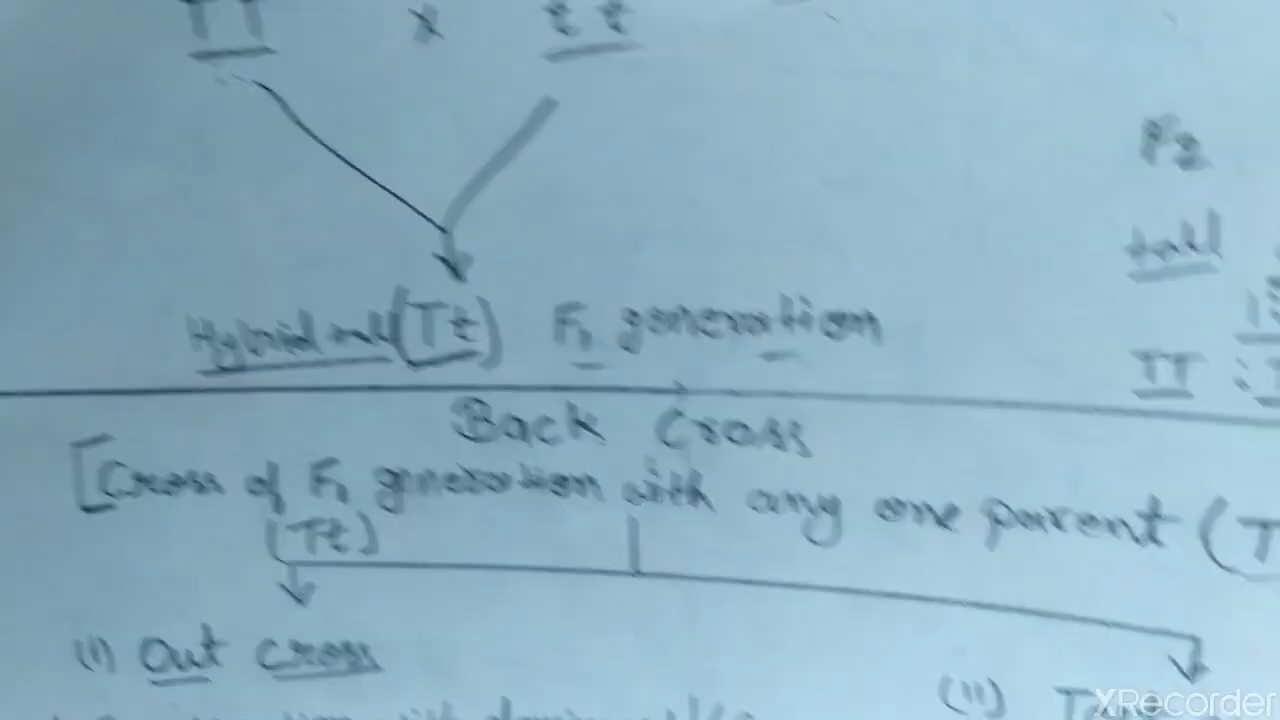 TT x tt
F2
tall
Hybrid tall (Tt) F1 generation
TT :
Back Cross
[Cross of F1 generation with any one parent (T
(Tt)
(i) Out Cross
(ii) T
XRecorder